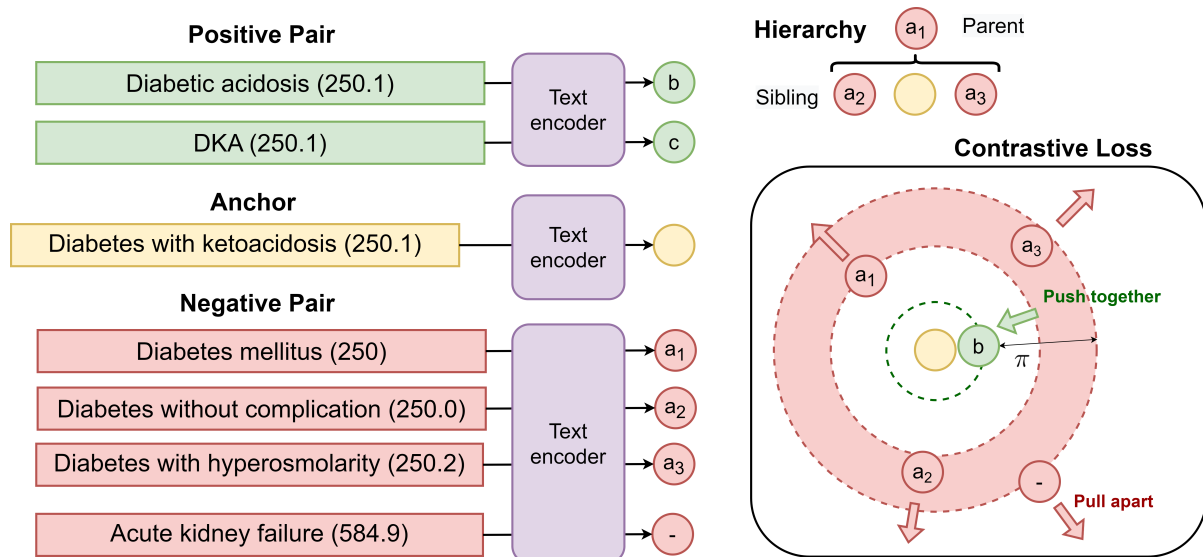 Positive Pair
Diabetic acidosis (250.1)
DKA (250.1)
Text
encoder
b
c
Anchor
Diabetes with ketoacidosis (250.1)
Text
encoder
Negative Pair
Diabetes mellitus (250)
Diabetes without complication (250.0)
Diabetes with hyperosmolarity (250.2)
Acute kidney failure (584.9)
Text
encoder
a1
a2
a3
-
Hierarchy
a1
Parent
Sibling
a2
a3
Contrastive Loss
a3
a1
Push together
b
π
a2
-
Pull apart